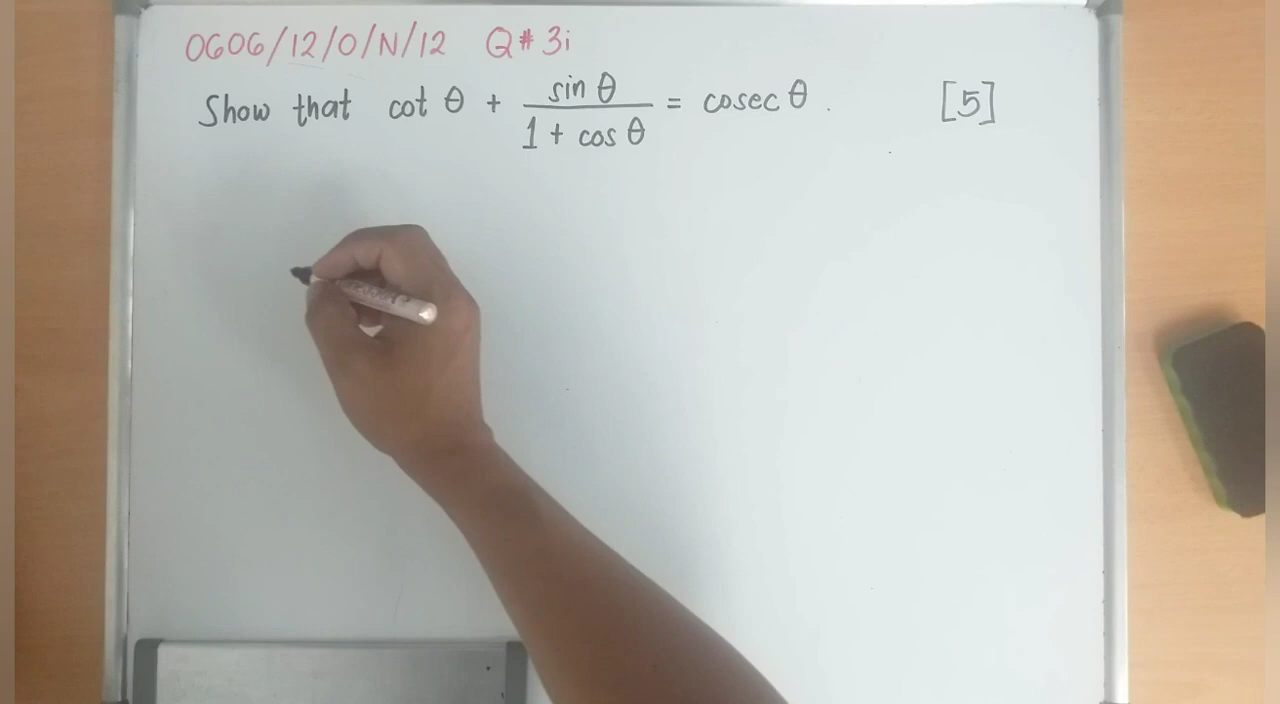 0606/12/O/N/12 Q# 3i
Show that cot θ + sin θ / 1 + cos θ = cosec θ . [5]